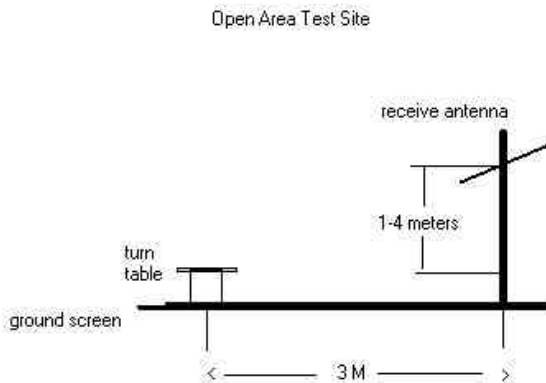 Open Area Test Site
receive antenna
1-4 meters
turn
table
ground screen
3 M